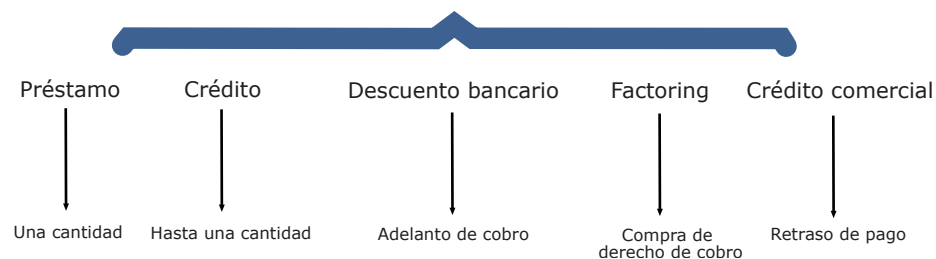 Préstamo
Crédito
Descuento bancario
Factoring
Crédito comercial
Una cantidad
Hasta una cantidad
Adelanto de cobro
Compra de
derecho de cobro
Retraso de pago